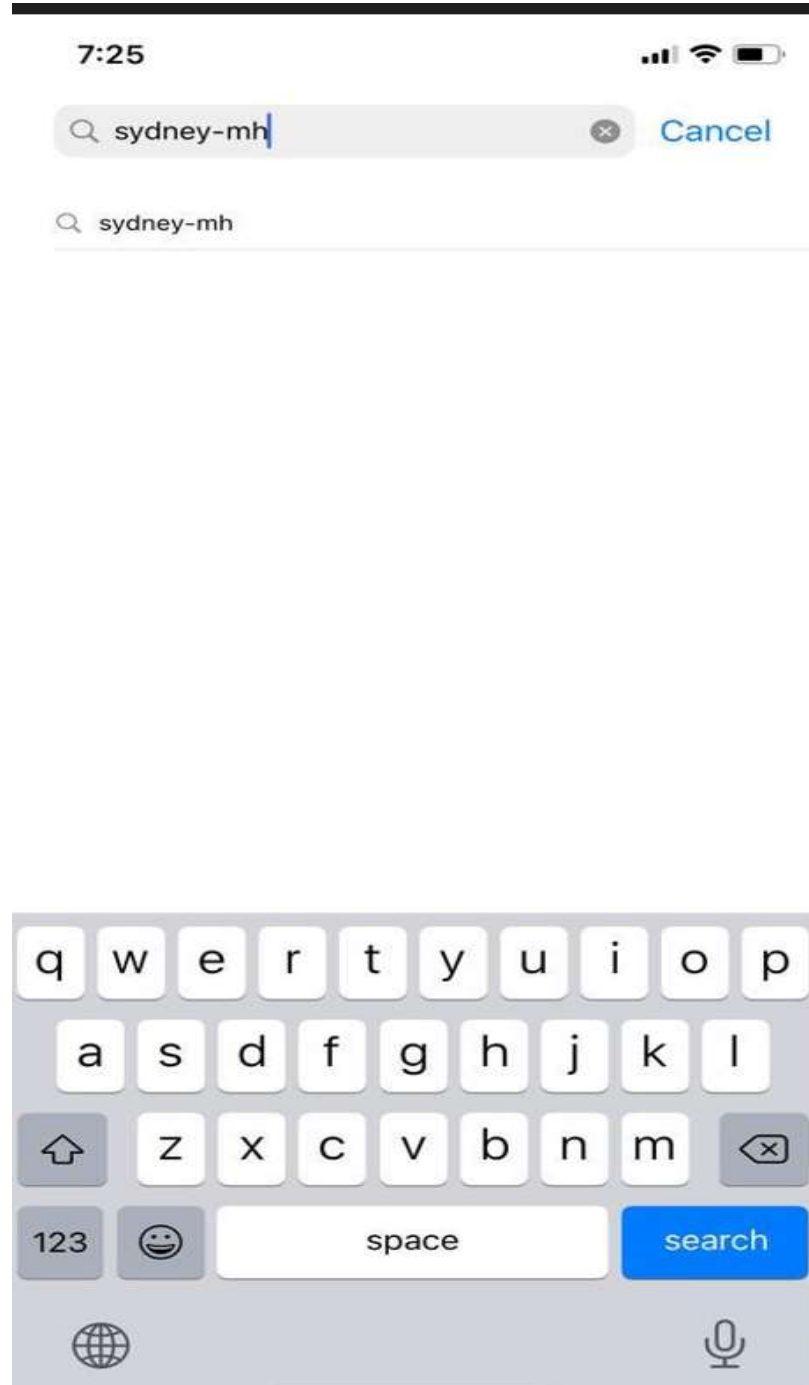 7:25
sydney-mh Cancel
sydney-mh
q w e r t y u i o p
a s d f g h j k l
z x c v b n m
123 space search